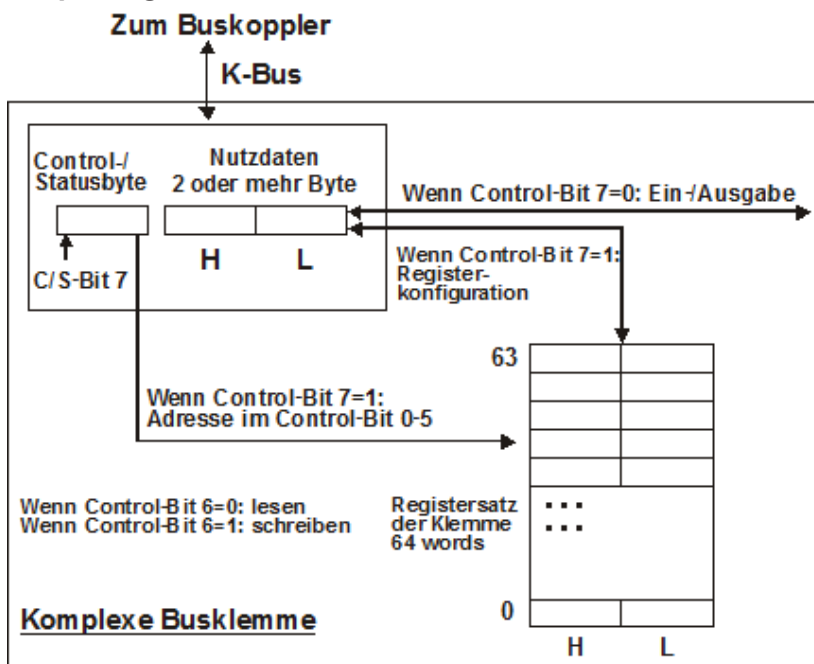 Zum Buskoppler
K-Bus
Control-/
Statusbyte
Nutzdaten
2 oder mehr Byte
Wenn Control-Bit 7=0: Ein-/Ausgabe
H L
C/S-Bit 7
Wenn Control-Bit 7=1:
Register-
konfiguration
63
Wenn Control-Bit 7=1:
Adresse im Control-Bit 0-5
Wenn Control-Bit 6=0: lesen
Wenn Control-Bit 6=1: schreiben
Registersatz
der Klemme
64 words
0
Komplexe Busklemme
H L